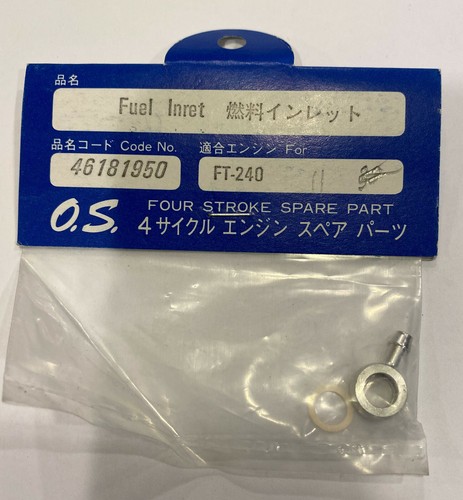 品名
Fuel Inret 燃料インレット
品名コード Code No. 適合エンジン For
46181950 FT-240
O.S. FOUR STROKE SPARE PART
4サイクル エンジン スペア パーツ